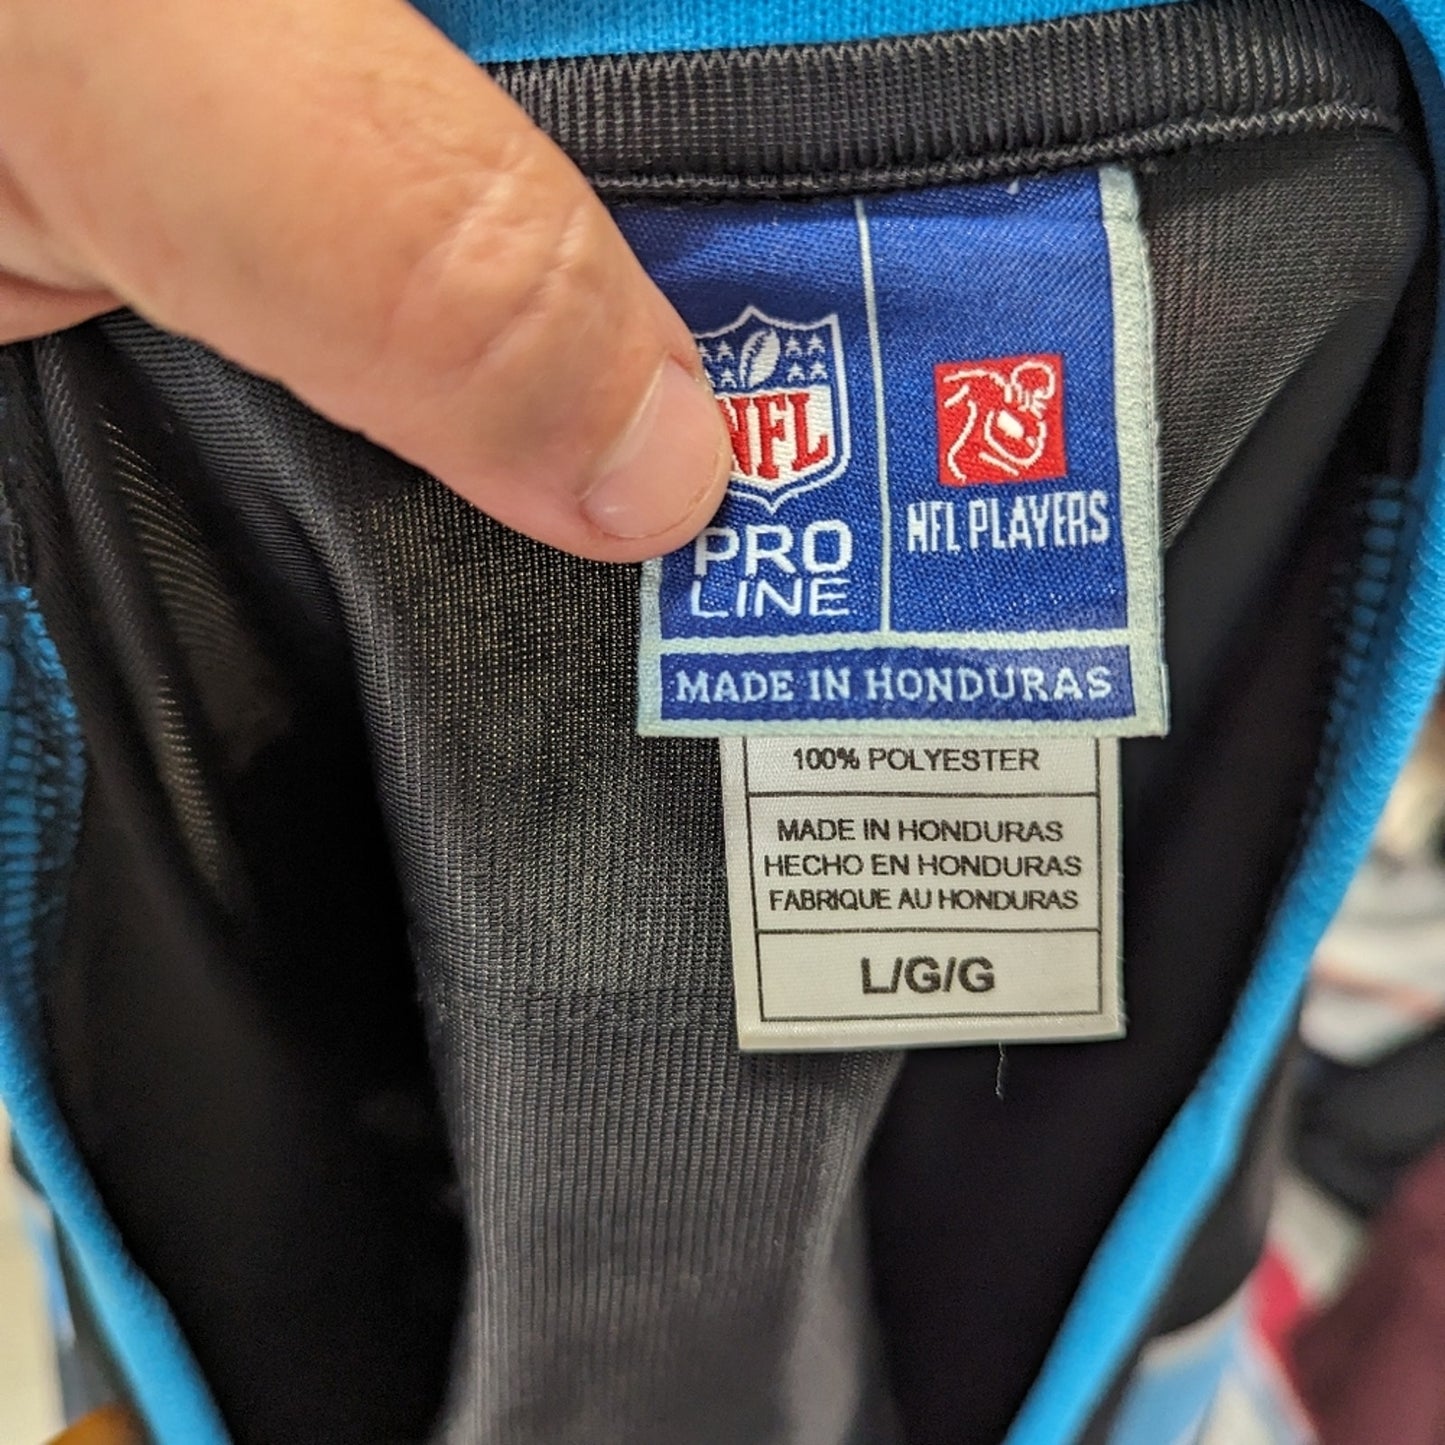 NFL
PRO
LINE
NFL PLAYERS
MADE IN HONDURAS
100% POLYESTER
MADE IN HONDURAS
HECHO EN HONDURAS
FABRIQUE AU HONDURAS
L/G/G